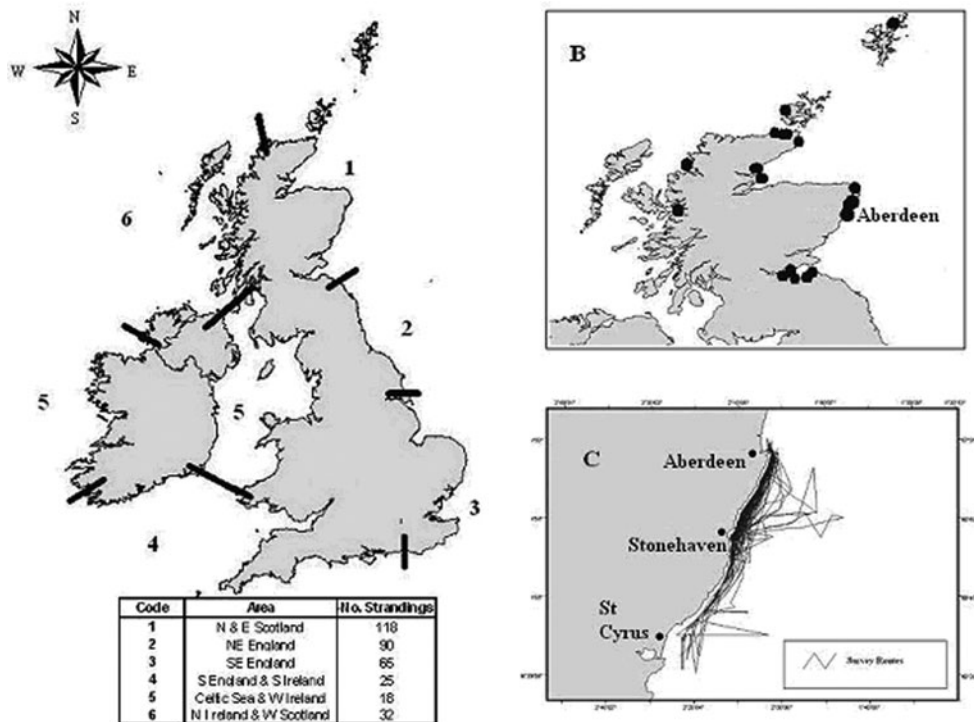 N
W
E
S
1
6
2
5
5
3
4
Code Area No. Strandings
1 N & E Scotland 118
2 NE England 90
3 SE England 65
4 S England & S Ireland 25
5 Celtic Sea & W Ireland 18
6 N Ireland & W Scotland 32
B
Aberdeen
C
Aberdeen
Stonehaven
St
Cyrus
Survey Routes